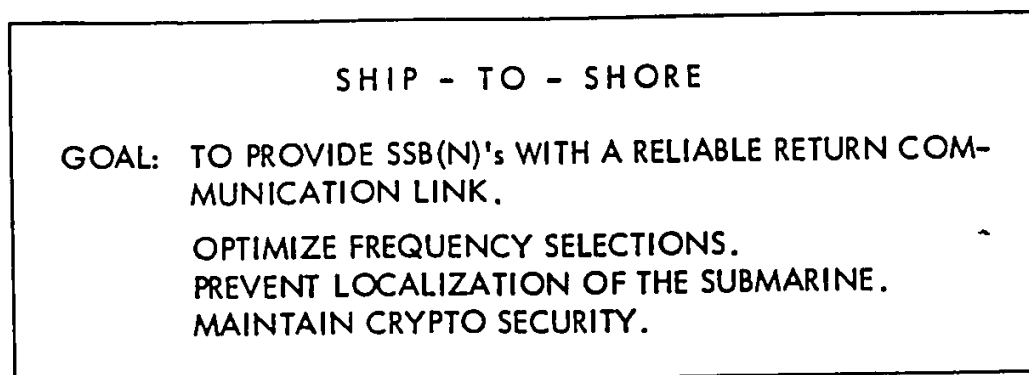 SHIP - TO - SHORE
GOAL: TO PROVIDE SSB(N)'s WITH A RELIABLE RETURN COM-
MUNICATION LINK.
OPTIMIZE FREQUENCY SELECTIONS.
PREVENT LOCALIZATION OF THE SUBMARINE.
MAINTAIN CRYPTO SECURITY.